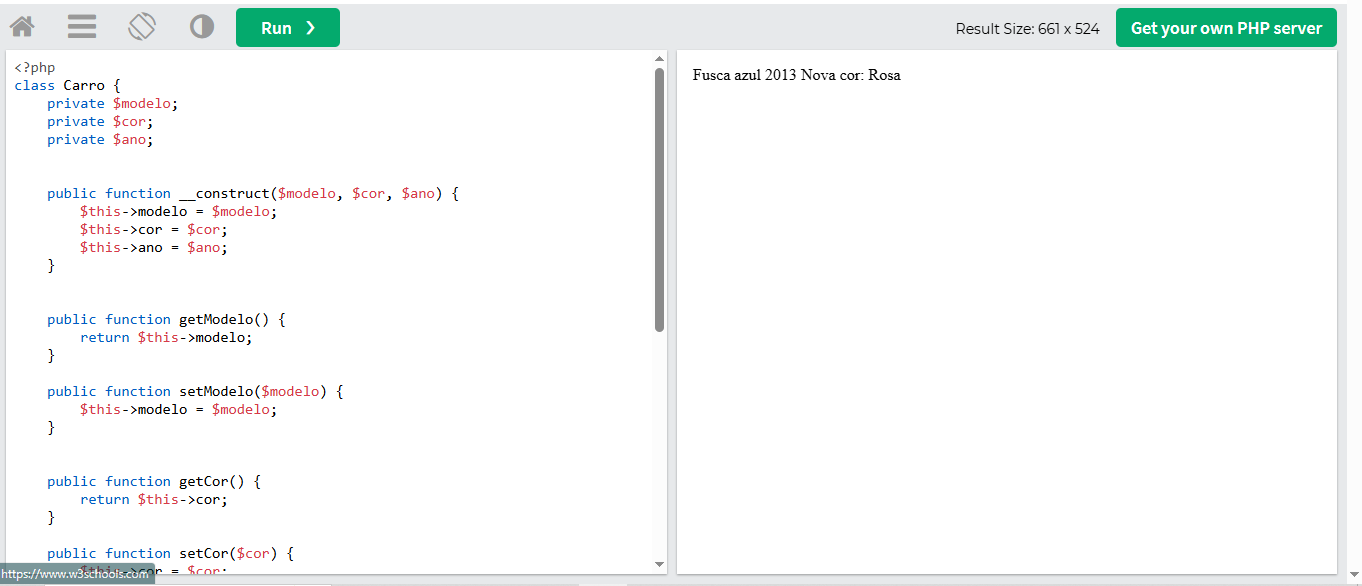 Run ❯
Result Size: 661 x 524
Get your own PHP server
<?php
class Carro {
    private $modelo;
    private $cor;
    private $ano;
    public function __construct($modelo, $cor, $ano) {
        $this->modelo = $modelo;
        $this->cor = $cor;
        $this->ano = $ano;
    }
    public function getModelo() {
        return $this->modelo;
    }
    public function setModelo($modelo) {
        $this->modelo = $modelo;
    }
    public function getCor() {
        return $this->cor;
    }
    public function setCor($cor) {
        $this->cor = $cor;
https://www.w3schools.com
Fusca azul 2013 Nova cor: Rosa